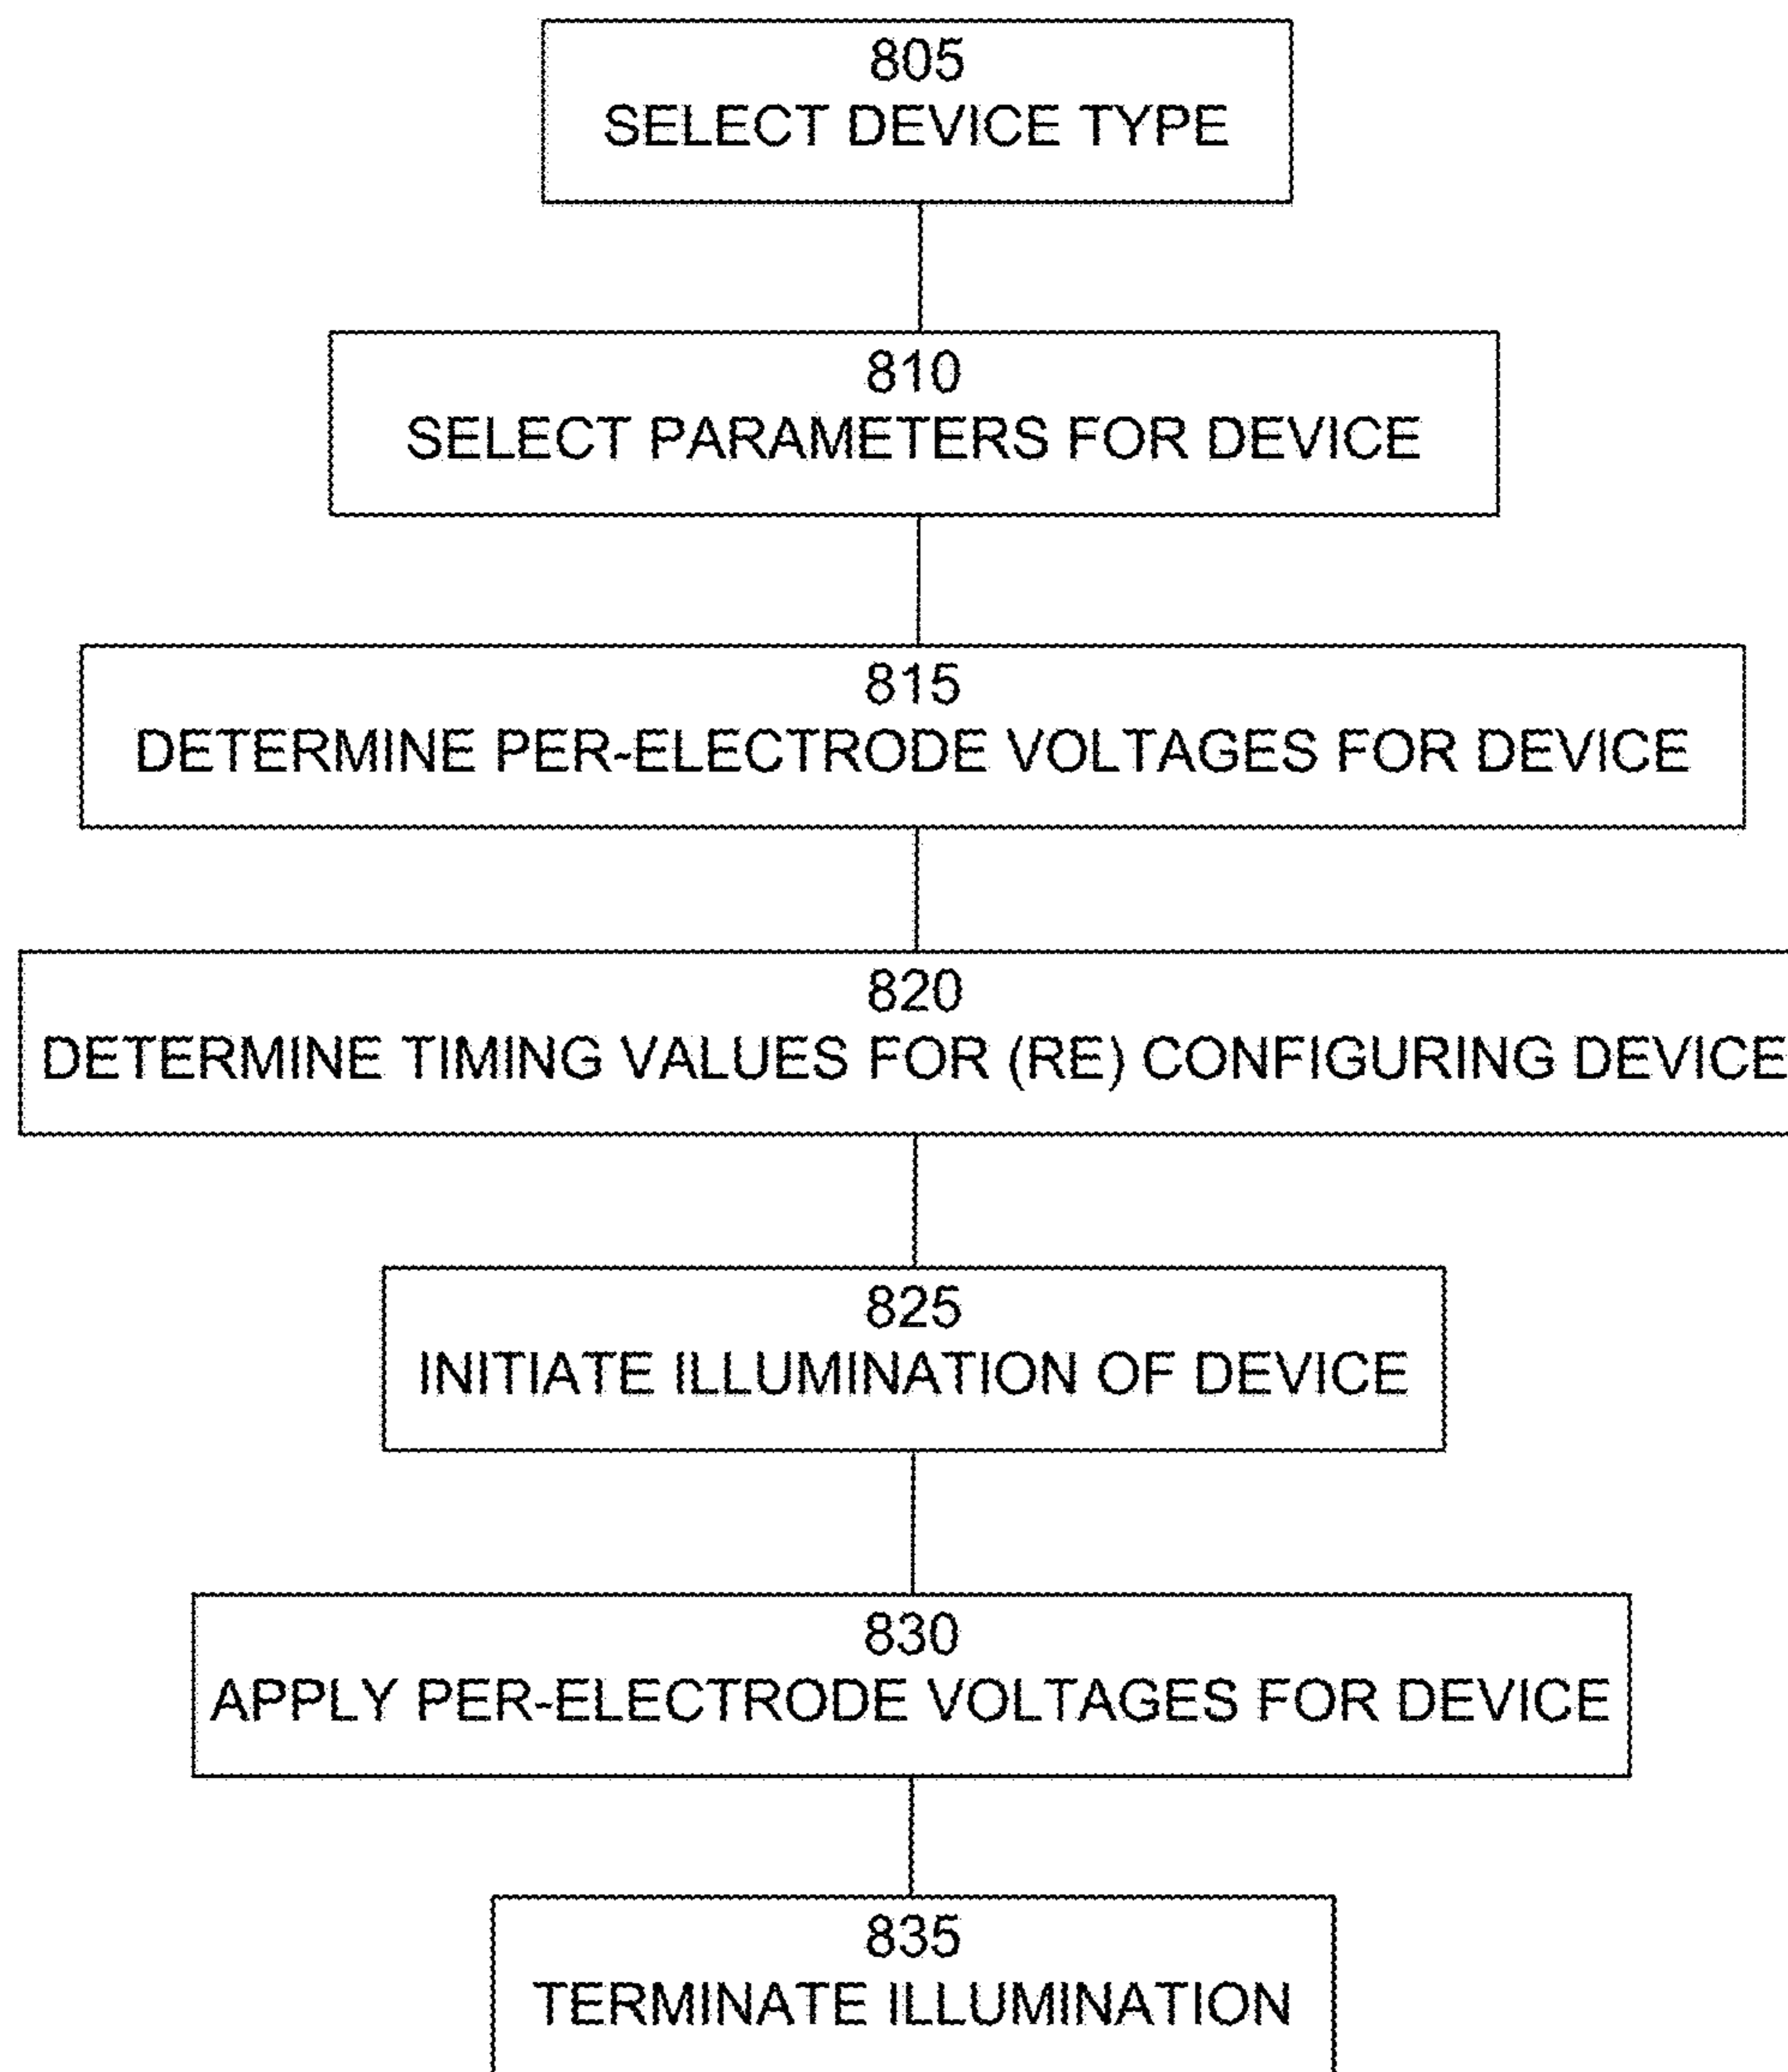 805
SELECT DEVICE TYPE
810
SELECT PARAMETERS FOR DEVICE
815
DETERMINE PER-ELECTRODE VOLTAGES FOR DEVICE
820
DETERMINE TIMING VALUES FOR (RE) CONFIGURING DEVICE
825
INITIATE ILLUMINATION OF DEVICE
830
APPLY PER-ELECTRODE VOLTAGES FOR DEVICE
835
TERMINATE ILLUMINATION